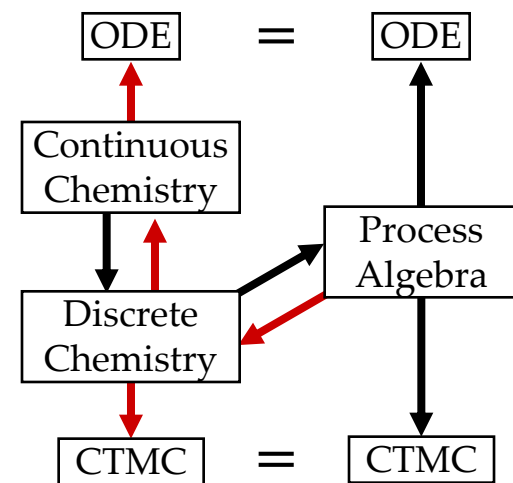 ODE = ODE
Continuous
Chemistry
Process
Algebra
Discrete
Chemistry
CTMC = CTMC